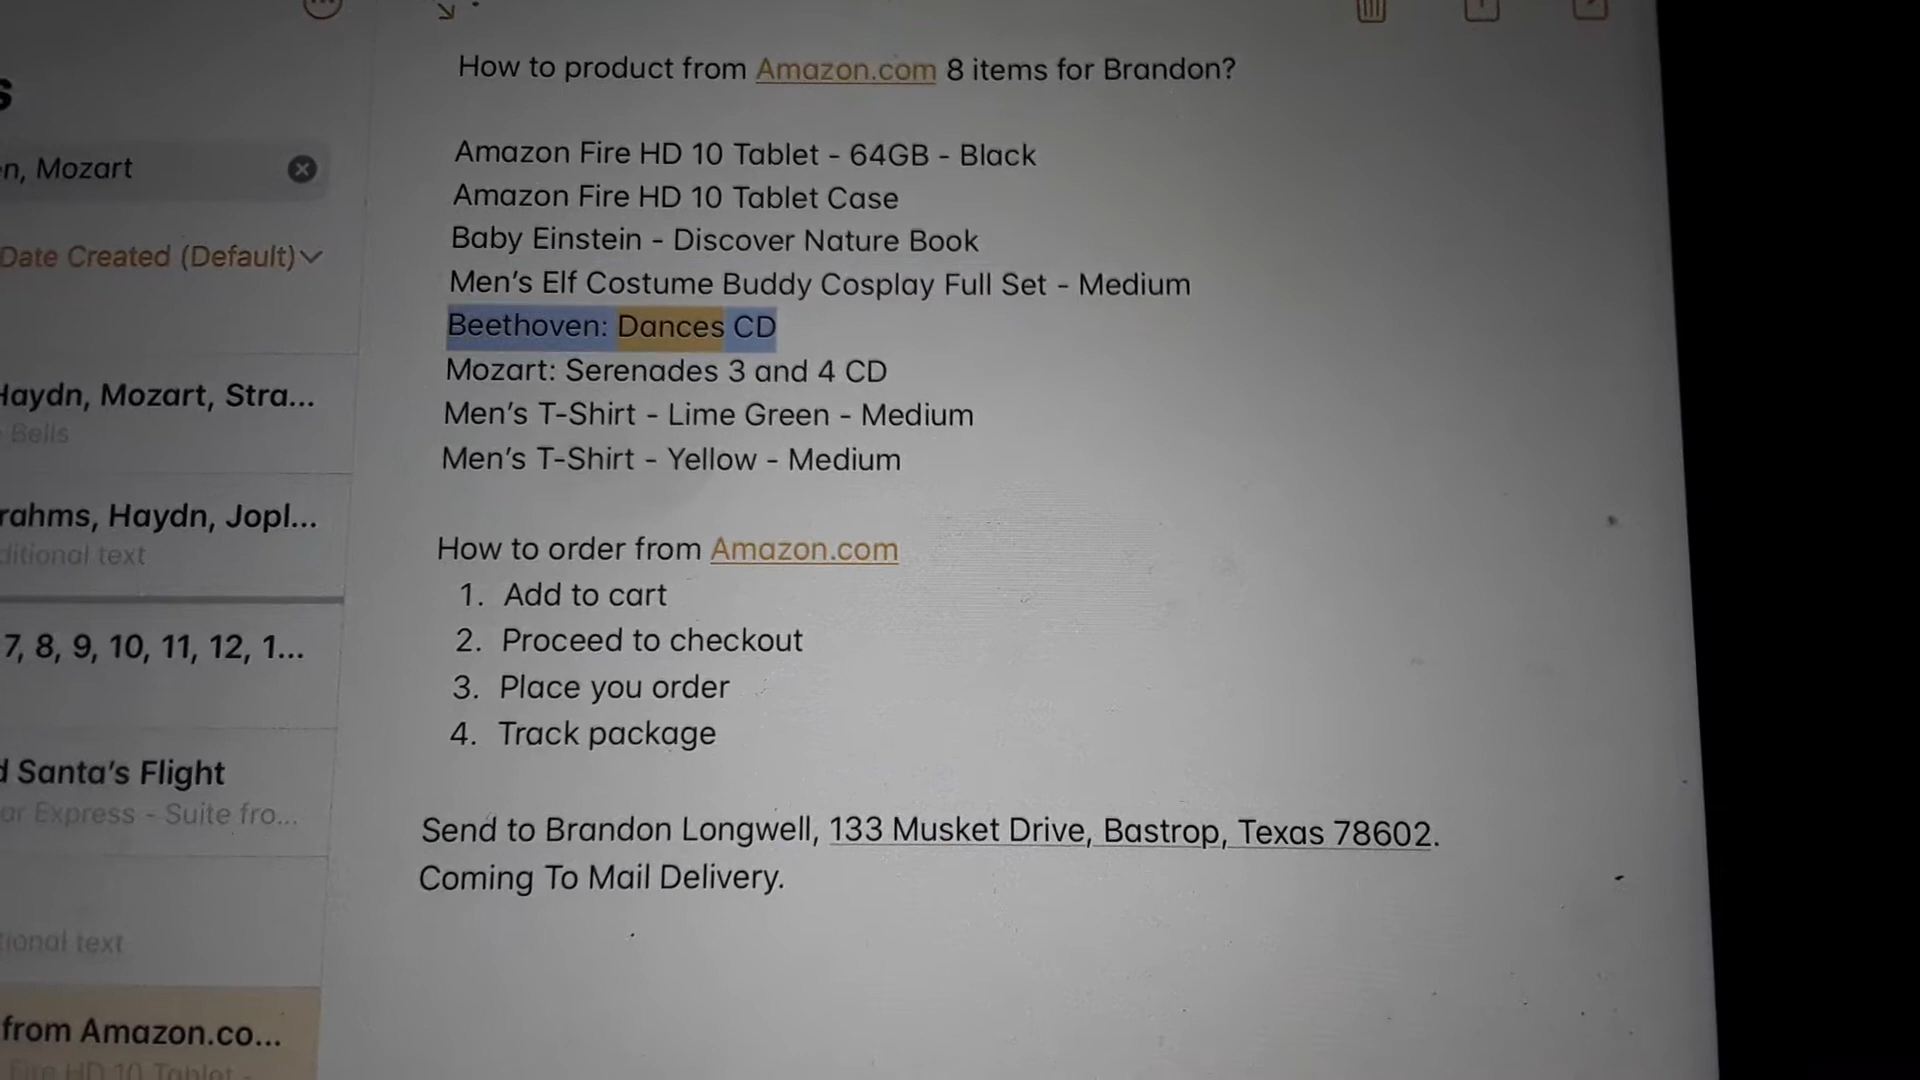 How to product from Amazon.com 8 items for Brandon?
Amazon Fire HD 10 Tablet - 64GB - Black
Amazon Fire HD 10 Tablet Case
Baby Einstein - Discover Nature Book
Men's Elf Costume Buddy Cosplay Full Set - Medium
Beethoven: Dances CD
Mozart: Serenades 3 and 4 CD
Men's T-Shirt - Lime Green - Medium
Men's T-Shirt - Yellow - Medium
How to order from Amazon.com
1. Add to cart
2. Proceed to checkout
3. Place you order
4. Track package
Send to Brandon Longwell, 133 Musket Drive, Bastrop, Texas 78602.
Coming To Mail Delivery.
s
n, Mozart
Date Created (Default)
Haydn, Mozart, Stra...
Bells
rahms, Haydn, Jopl...
ditional text
7, 8, 9, 10, 11, 12, 1...
d Santa's Flight
ar Express - Suite fro...
tional text
from Amazon.co...
Fire HD 10 Tablet -